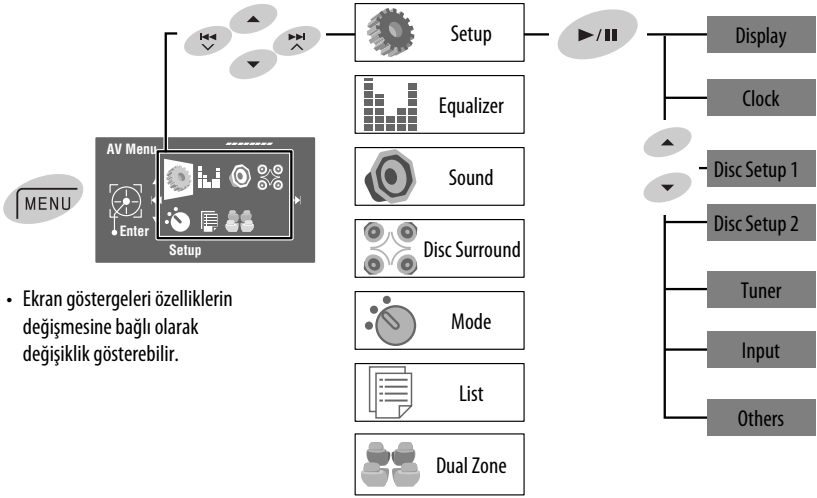 MENU
AV Menu
Enter
Setup
• Ekran göstergeleri özelliklerin
değişmesine bağlı olarak
değişiklik gösterebilir.
Setup
Equalizer
Sound
Disc Surround
Mode
List
Dual Zone
Display
Clock
Disc Setup 1
Disc Setup 2
Tuner
Input
Others